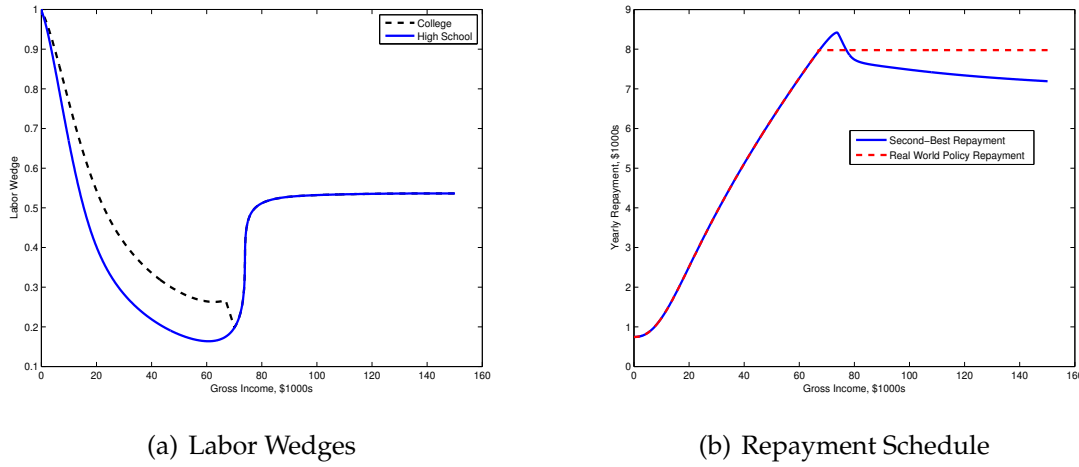 1
0.9
0.8
0.7
0.6
0.5
0.4
0.3
0.2
0.1
Labor Wedge
0 20 40 60 80 100 120 140 160
Gross Income, $1000s
College
High School
(a) Labor Wedges
9
8
7
6
5
4
3
2
1
0
Yearly Repayment, $1000s
0 20 40 60 80 100 120 140 160
Gross Income, $1000s
Second−Best Repayment
Real World Policy Repayment
(b) Repayment Schedule